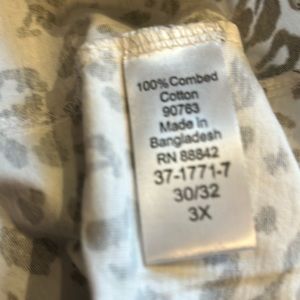 100% Combed
Cotton
90763
Made in
Bangladesh
RN 88842
37-1771-7
30/32
3X